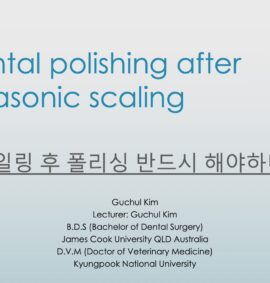 ntal polishing after
asonic scaling
일링 후 폴리싱 반드시 해야하
Guchul Kim
Lecturer: Guchul Kim
B.D.S (Bachelor of Dental Surgery)
James Cook University QLD Australia
D.V.M (Doctor of Veterinary Medicine)
Kyungpook National University